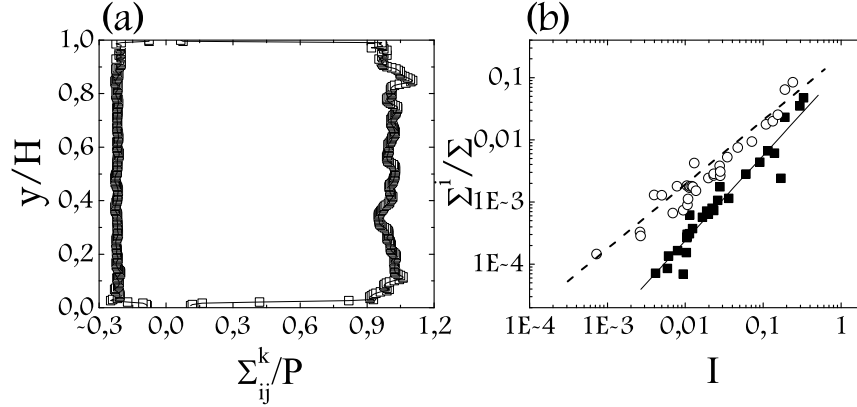 (a)
1,0
0,8
0,6
0,4
0,2
0,0
y/H
~0,3 0,0 0,3 0,6 0,9 1,2
Σ^k_ij/P
(b)
0,1
0,01
1E~3
1E~4
Σ^i/Σ
1E~4 1E~3 0,01 0,1 1
I